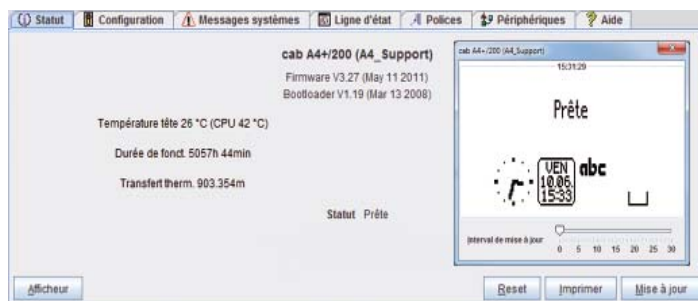 Statut Configuration Messages systèmes Ligne d'état Polices Périphériques Aide
cab A4+/200 (A4_Support)
Firmware V3.27 (May 11 2011)
Bootloader V1.19 (Mar 13 2008)
Température tête 26 °C (CPU 42 °C)
Durée de fonct. 5057h 44min
Transfert therm. 903.354m
Statut Prête
cab A4+/200 (A4_Support)
15:31:29
Prête
VEN
10.06.
15:33
abc
Interval de mise à jour
0 5 10 15 20 25 30
Afficheur Reset Imprimer Mise à jour